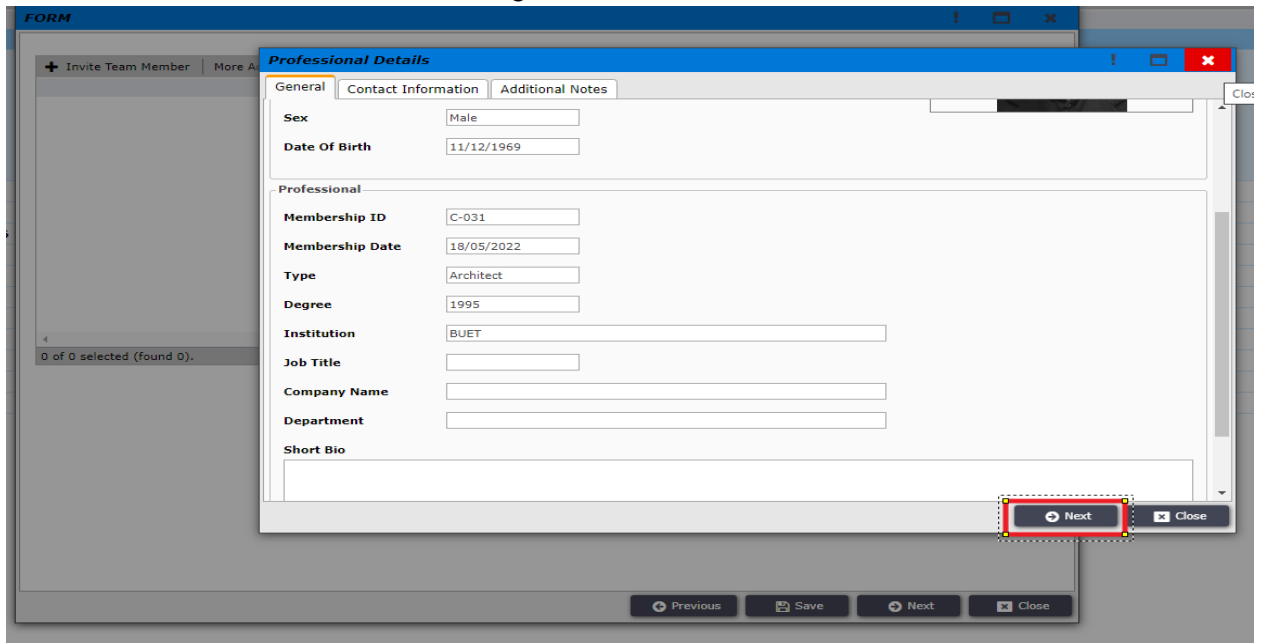 FORM
Invite Team Member More A
Professional Details
General Contact Information Additional Notes
Sex Male
Date Of Birth 11/12/1969
Professional
Membership ID C-031
Membership Date 18/05/2022
Type Architect
Degree 1995
Institution BUET
Job Title
Company Name
Department
Short Bio
0 of 0 selected (found 0).
Next Close
Previous Save Next Close